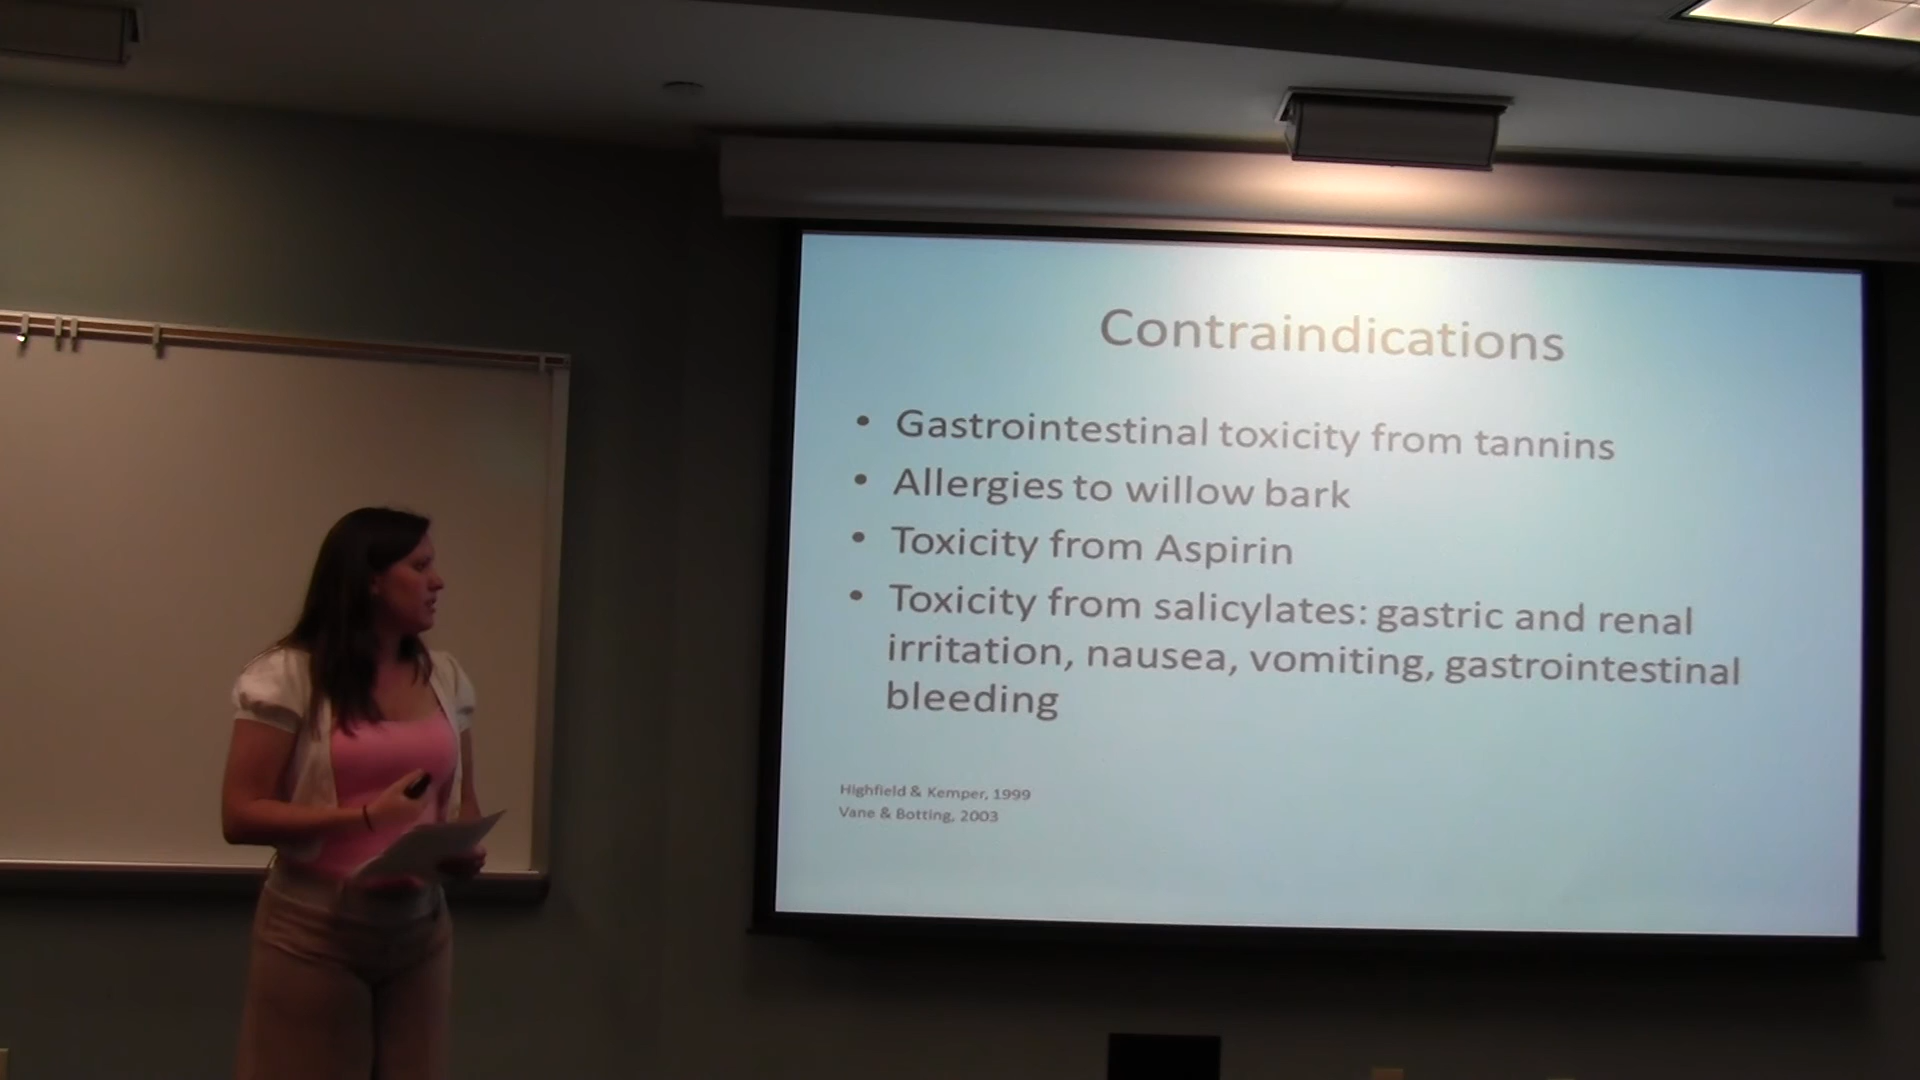 Contraindications
• Gastrointestinal toxicity from tannins
• Allergies to willow bark
• Toxicity from Aspirin
• Toxicity from salicylates: gastric and renal
irritation, nausea, vomiting, gastrointestinal
bleeding
Highfield & Kemper, 1999
Vane & Botting, 2003